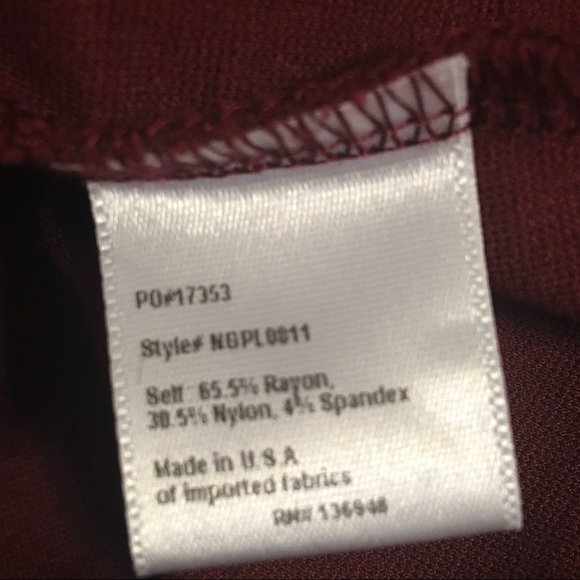 PO#17353
Style# NGPL0811
Self: 65.5% Rayon,
30.5% Nylon, 4% Spandex
Made in U.S.A
of imported fabrics
RN# 136948